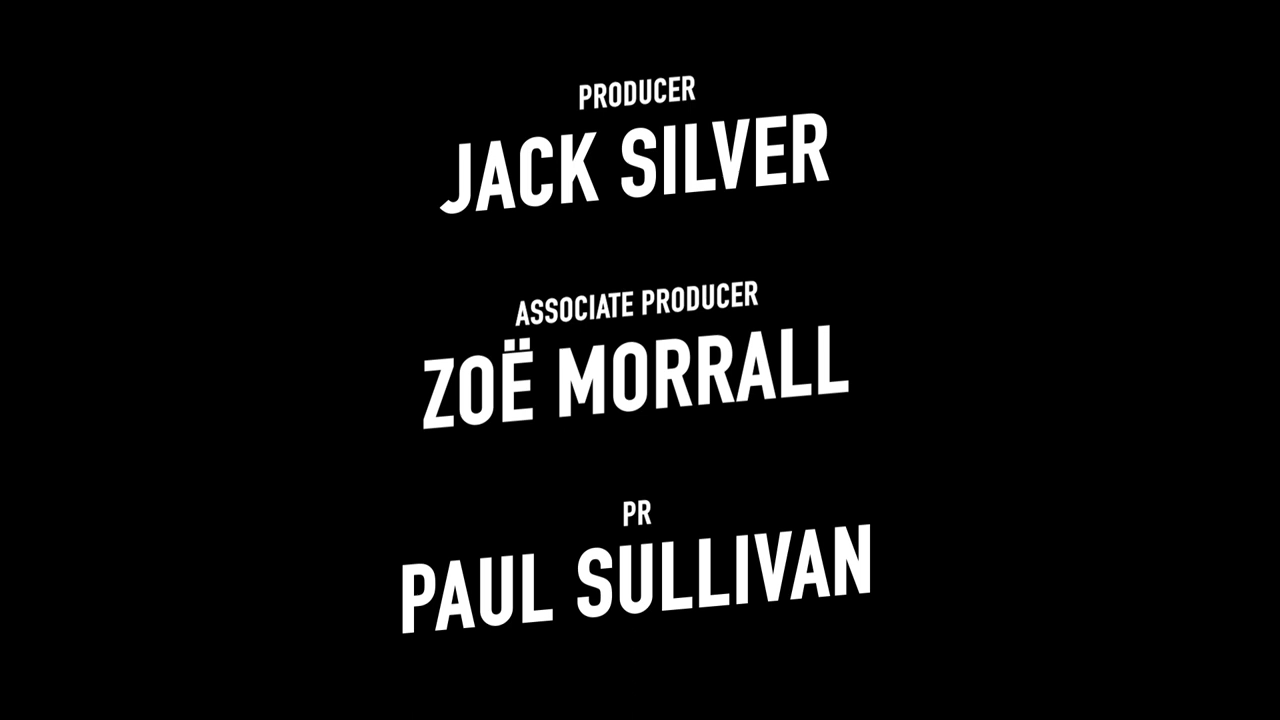 PRODUCER
JACK SILVER
ASSOCIATE PRODUCER
ZOË MORRALL
PR
PAUL SULLIVAN